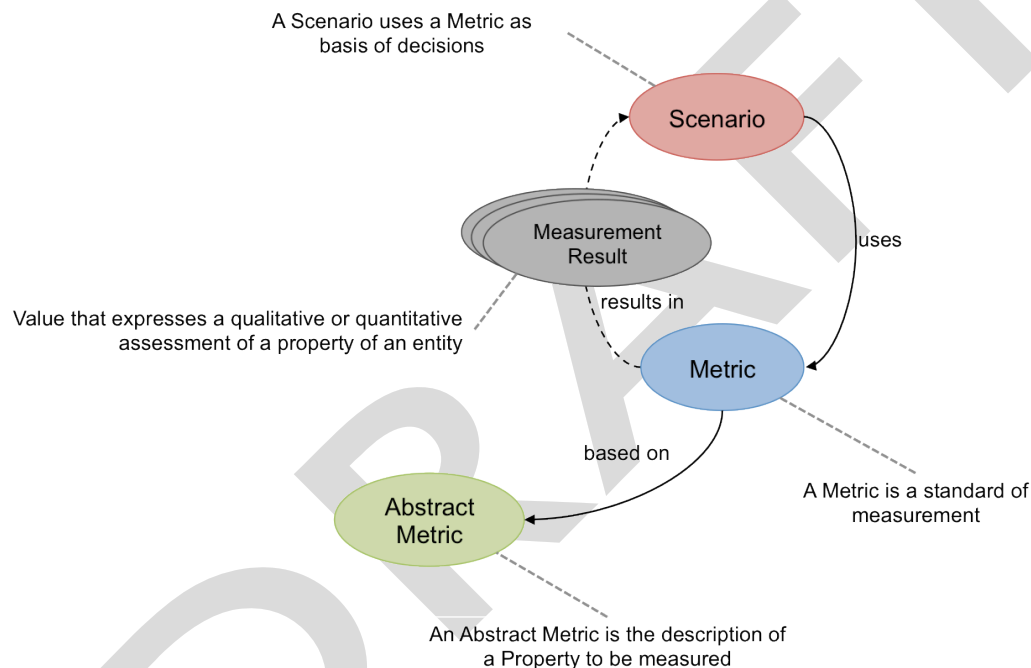 A Scenario uses a Metric as
basis of decisions
Scenario
Measurement
Result
uses
results in
Value that expresses a qualitative or quantitative
assessment of a property of an entity
Metric
based on
A Metric is a standard of
measurement
Abstract
Metric
An Abstract Metric is the description of
a Property to be measured
DRAFT